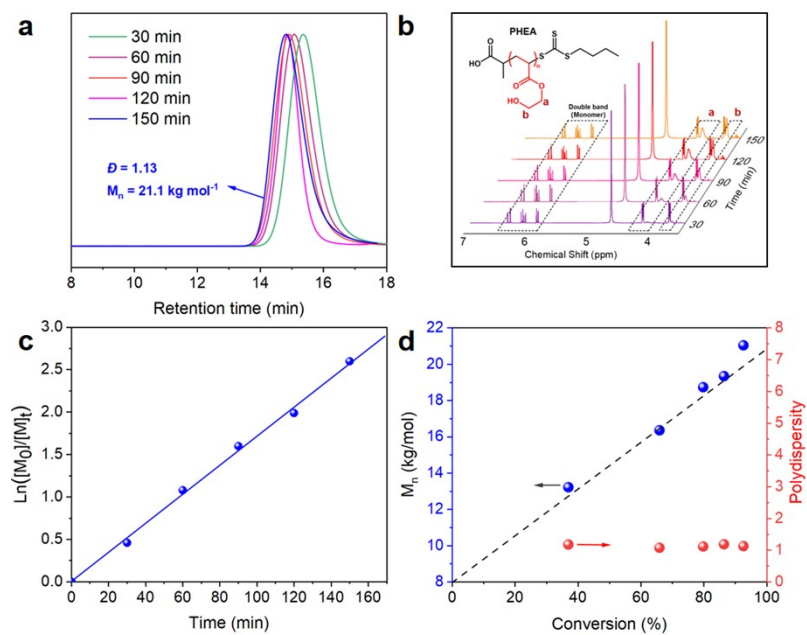 a
30 min
60 min
90 min
120 min
150 min
Đ = 1.13
Mn = 21.1 kg mol-1
8 10 12 14 16 18
Retention time (min)
b
PHEA
O
HO
n
S
S
S
O
O
HO
a
b
Double band
(Monomer)
a
b
150
120
90
60
30
Time (min)
7 6 5 4
Chemical Shift (ppm)
c
3.0
2.5
2.0
1.5
1.0
0.5
0.0
Ln([M0]/[M]t)
0 20 40 60 80 100 120 140 160
Time (min)
d
22
20
18
16
14
12
10
8
Mn (kg/mol)
8
7
6
5
4
3
2
1
0
Polydispersity
0 20 40 60 80 100
Conversion (%)